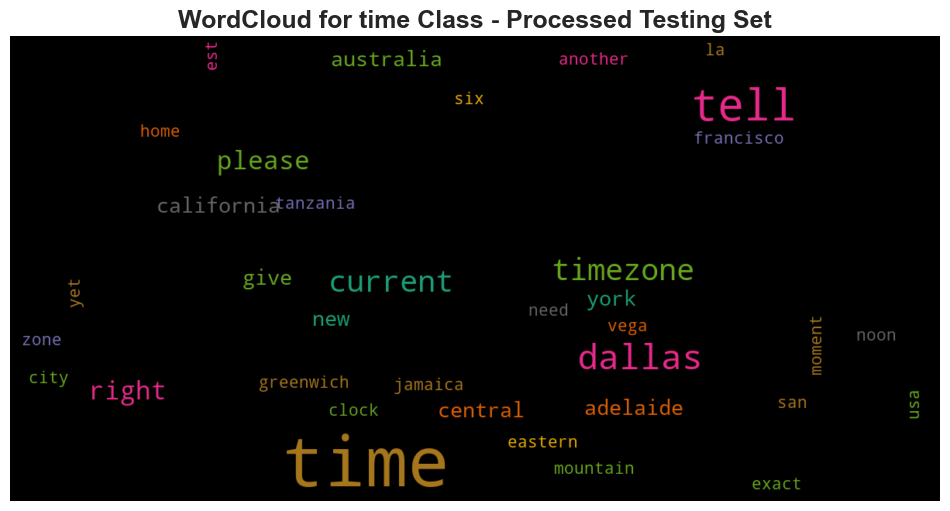 WordCloud for time Class - Processed Testing Set
est
australia
another
la
six
tell
home
francisco
please
california
tanzania
timezone
give
current
yet
york
need
new
vega
noon
zone
moment
dallas
city
right
greenwich
jamaica
usa
clock
central
adelaide
san
eastern
time
mountain
exact